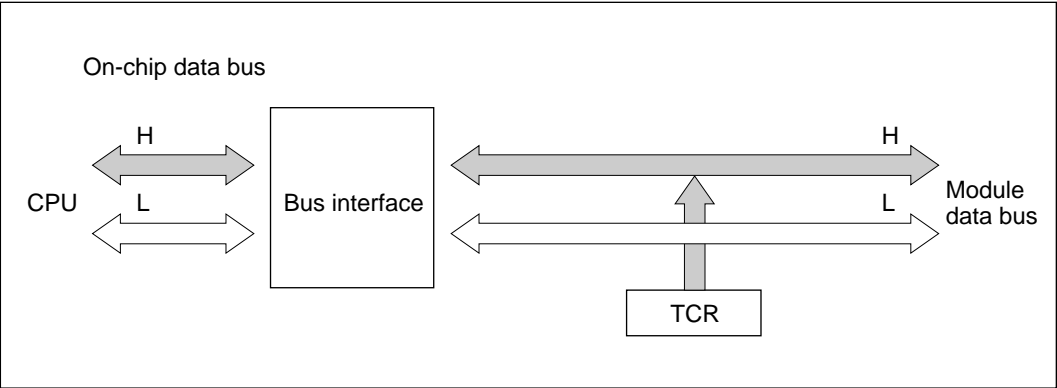 On-chip data bus
H
H
CPU
L
Bus interface
L
Module
data bus
TCR